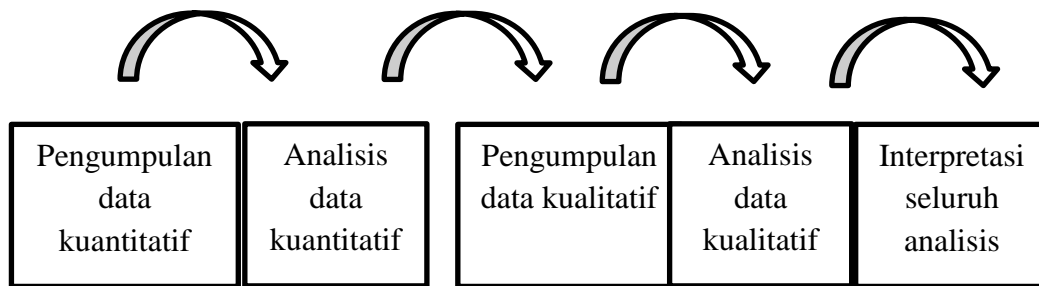 Pengumpulan
data
kuantitatif
Analisis
data
kuantitatif
Pengumpulan
data kualitatif
Analisis
data
kualitatif
Interpretasi
seluruh
analisis